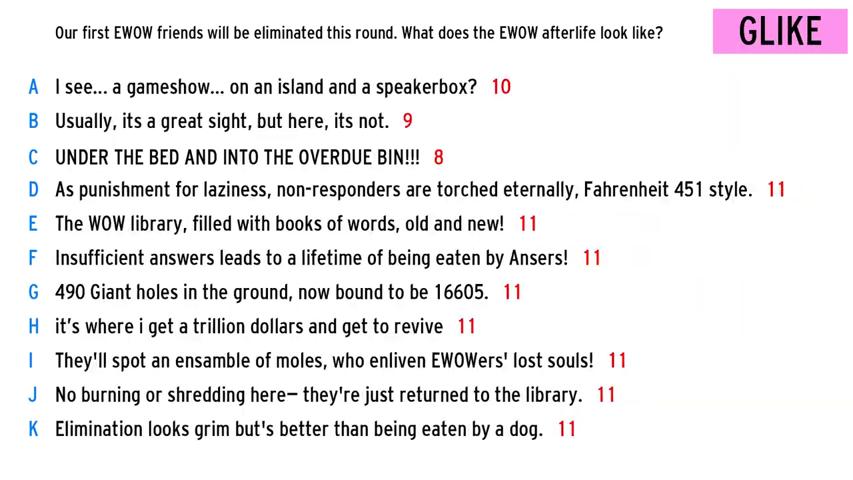 Our first EWOW friends will be eliminated this round. What does the EWOW afterlife look like?
GLIKE
A I see... a gameshow... on an island and a speakerbox? 10
B Usually, its a great sight, but here, its not. 9
C UNDER THE BED AND INTO THE OVERDUE BIN!!! 8
D As punishment for laziness, non-responders are torched eternally, Fahrenheit 451 style. 11
E The WOW library, filled with books of words, old and new! 11
F Insufficient answers leads to a lifetime of being eaten by Ansers! 11
G 490 Giant holes in the ground, now bound to be 16605. 11
H it's where i get a trillion dollars and get to revive 11
I They'll spot an ensamble of moles, who enliven EWOWers' lost souls! 11
J No burning or shredding here— they're just returned to the library. 11
K Elimination looks grim but's better than being eaten by a dog. 11